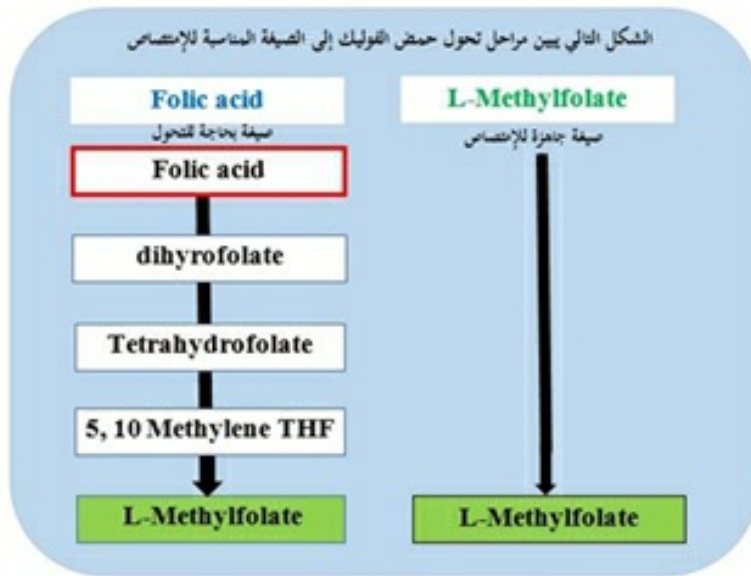 الشكل التالي يبين مراحل تحول حمض الفوليك إلى الصيغة المناسبة للإمتصاص
Folic acid
صيغة بحاجة للتحول
Folic acid
dihyrofolate
Tetrahydrofolate
5, 10 Methylene THF
L-Methylfolate
L-Methylfolate
صيغة جاهزة للإمتصاص
L-Methylfolate